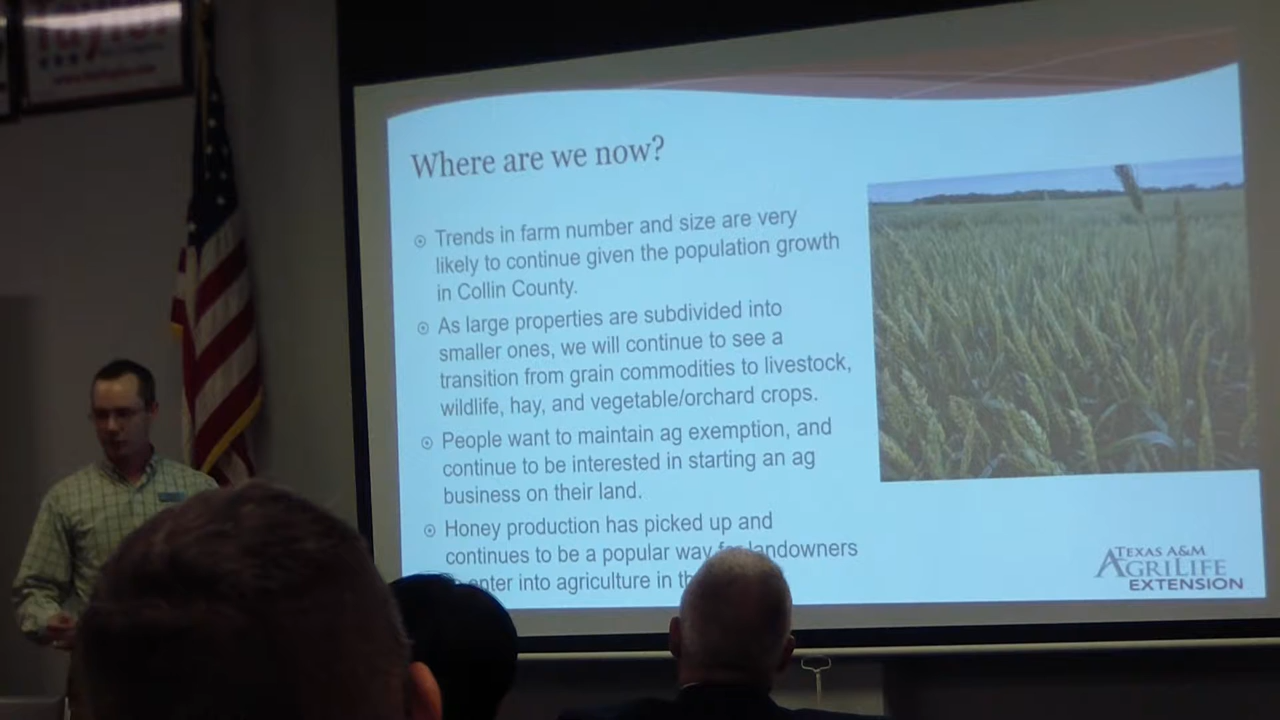 Where are we now?
Trends in farm number and size are very
likely to continue given the population growth
in Collin County.
As large properties are subdivided into
smaller ones, we will continue to see a
transition from grain commodities to livestock,
wildlife, hay, and vegetable/orchard crops.
People want to maintain ag exemption, and
continue to be interested in starting an ag
business on their land.
Honey production has picked up and
continues to be a popular way landowners
enter into agriculture in
TEXAS A&M
AGRILIFE
EXTENSION